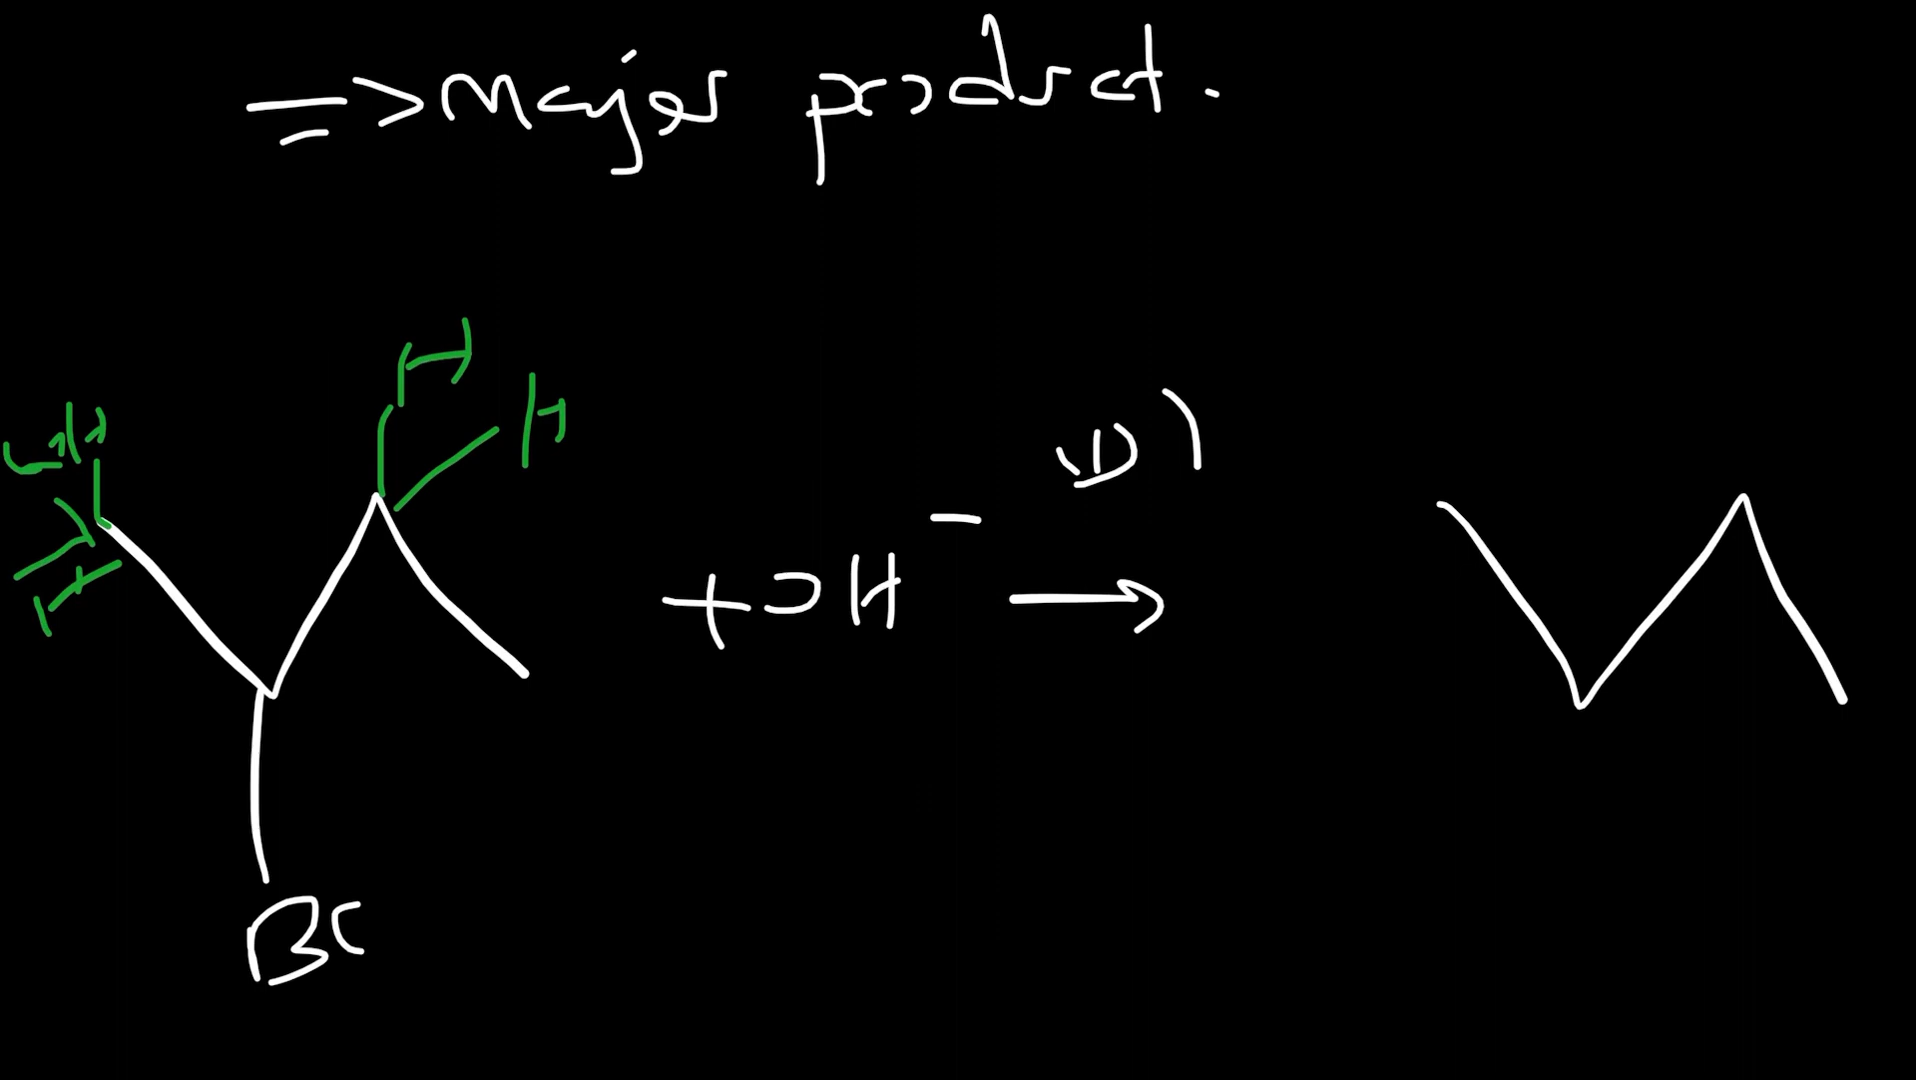 => Major product.
H
H
H
H
+ OH⁻ →
Br